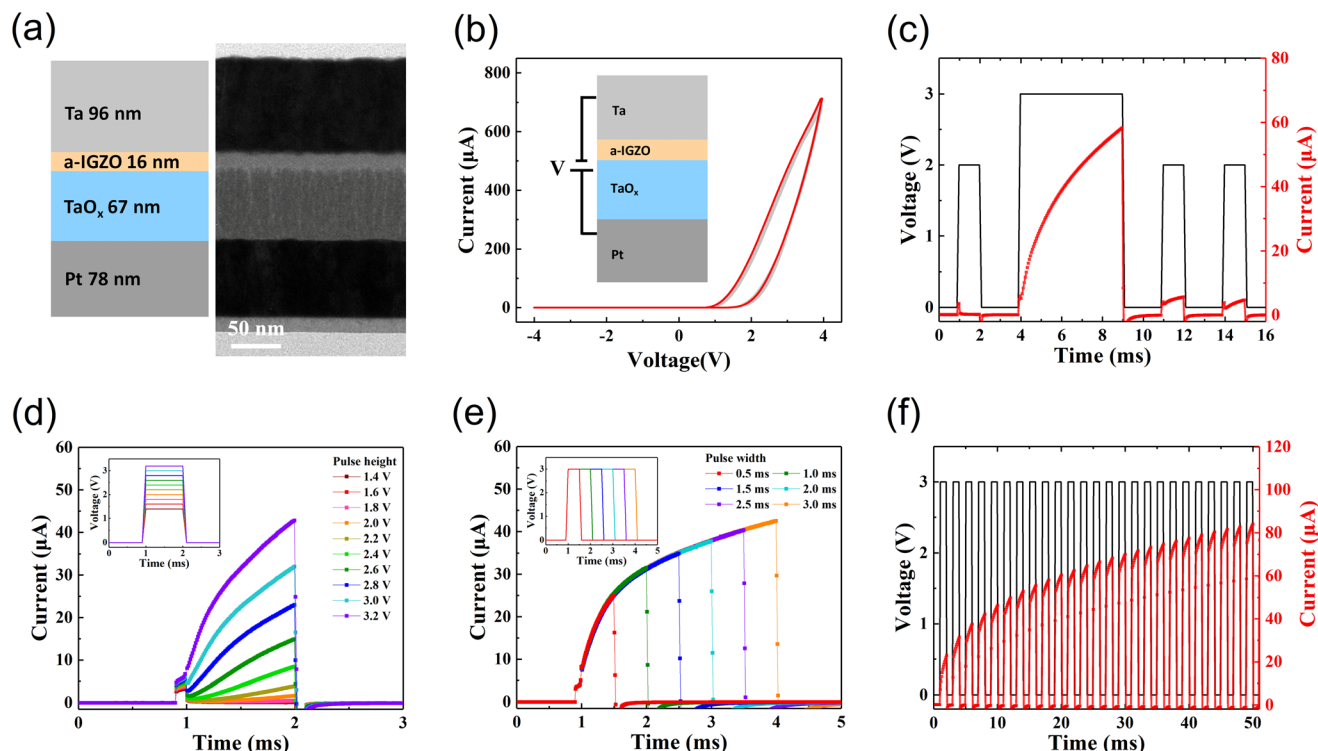 (a)
Ta 96 nm
a-IGZO 16 nm
TaOx 67 nm
Pt 78 nm
50 nm
(b)
800
600
400
200
0
Current (µA)
-4
-2
0
2
4
Voltage(V)
V
Ta
a-IGZO
TaOx
Pt
(c)
3
2
1
0
Voltage (V)
80
60
40
20
0
Current (µA)
0 2 4 6 8 10 12 14 16
Time (ms)
(d)
60
50
40
30
20
10
0
Current (µA)
0 1 2 3
Time (ms)
3
2
1
0
Voltage (V)
0 1 2 3
Time (ms)
Pulse height
1.4 V
1.6 V
1.8 V
2.0 V
2.2 V
2.4 V
2.6 V
2.8 V
3.0 V
3.2 V
(e)
60
50
40
30
20
10
0
Current (µA)
0 1 2 3 4 5
Time (ms)
4
3
2
1
0
Voltage (V)
0 1 2 3 4 5
Time (ms)
Pulse width
0.5 ms 1.0 ms
1.5 ms 2.0 ms
2.5 ms 3.0 ms
(f)
3
2
1
0
Voltage (V)
120
100
80
60
40
20
0
Current (µA)
0 10 20 30 40 50
Time (ms)